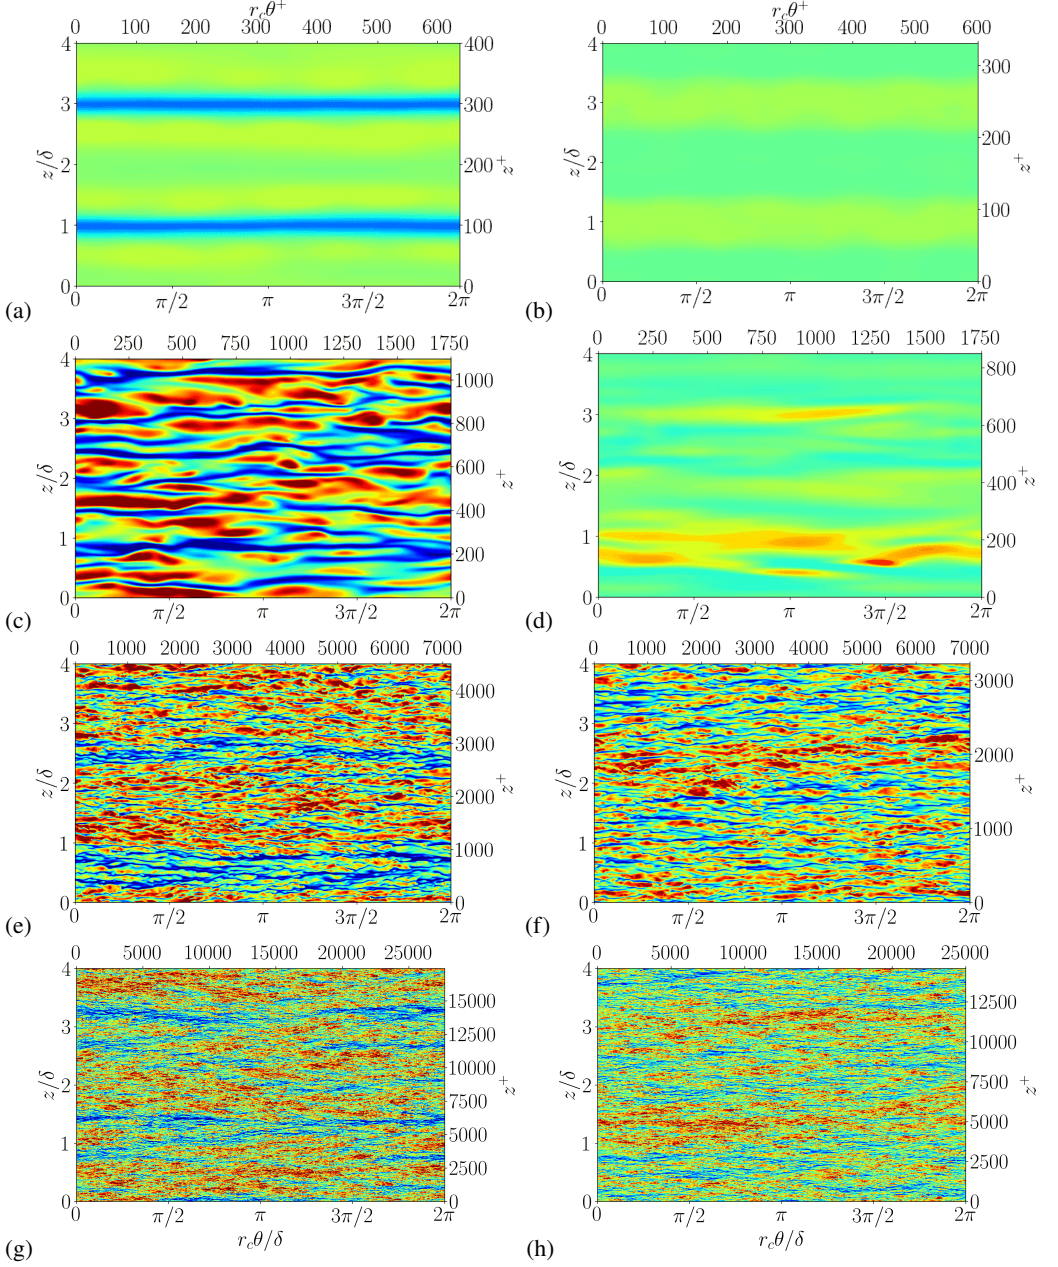 r_cθ⁺ r_cθ⁺
0 100 200 300 400 500 600 0 100 200 300 400 500 600
4 3 2 1 0 z/δ 400 300 200 100 0 z⁺ 4 3 2 1 0 z/δ 300 200 100 0 z⁺
0 π/2 π 3π/2 2π 0 π/2 π 3π/2 2π
(a) (b)
0 250 500 750 1000 1250 1500 1750 0 250 500 750 1000 1250 1500 1750
4 3 2 1 0 z/δ 1000 800 600 400 200 0 z⁺ 4 3 2 1 0 z/δ 800 600 400 200 0 z⁺
0 π/2 π 3π/2 2π 0 π/2 π 3π/2 2π
(c) (d)
0 1000 2000 3000 4000 5000 6000 7000 0 1000 2000 3000 4000 5000 6000 7000
4 3 2 1 0 z/δ 4000 3000 2000 1000 0 z⁺ 4 3 2 1 0 z/δ 3000 2000 1000 0 z⁺
0 π/2 π 3π/2 2π 0 π/2 π 3π/2 2π
(e) (f)
0 5000 10000 15000 20000 25000 0 5000 10000 15000 20000 25000
4 3 2 1 0 z/δ 15000 12500 10000 7500 5000 2500 0 z⁺ 4 3 2 1 0 z/δ 12500 10000 7500 5000 2500 0 z⁺
0 π/2 π 3π/2 2π 0 π/2 π 3π/2 2π
r_cθ/δ r_cθ/δ
(g) (h)